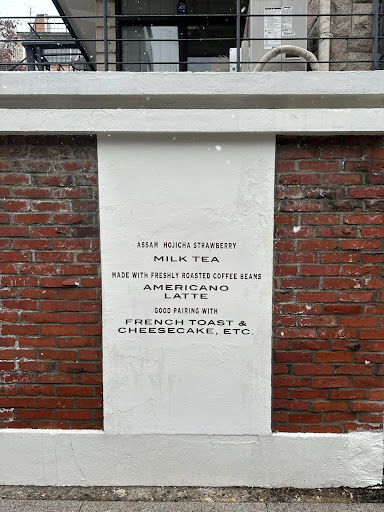 ASSAM HOJICHA STRAWBERRY
MILK TEA
MADE WITH FRESHLY ROASTED COFFEE BEANS
AMERICANO
LATTE
GOOD PAIRING WITH
FRENCH TOAST &
CHEESECAKE, ETC.